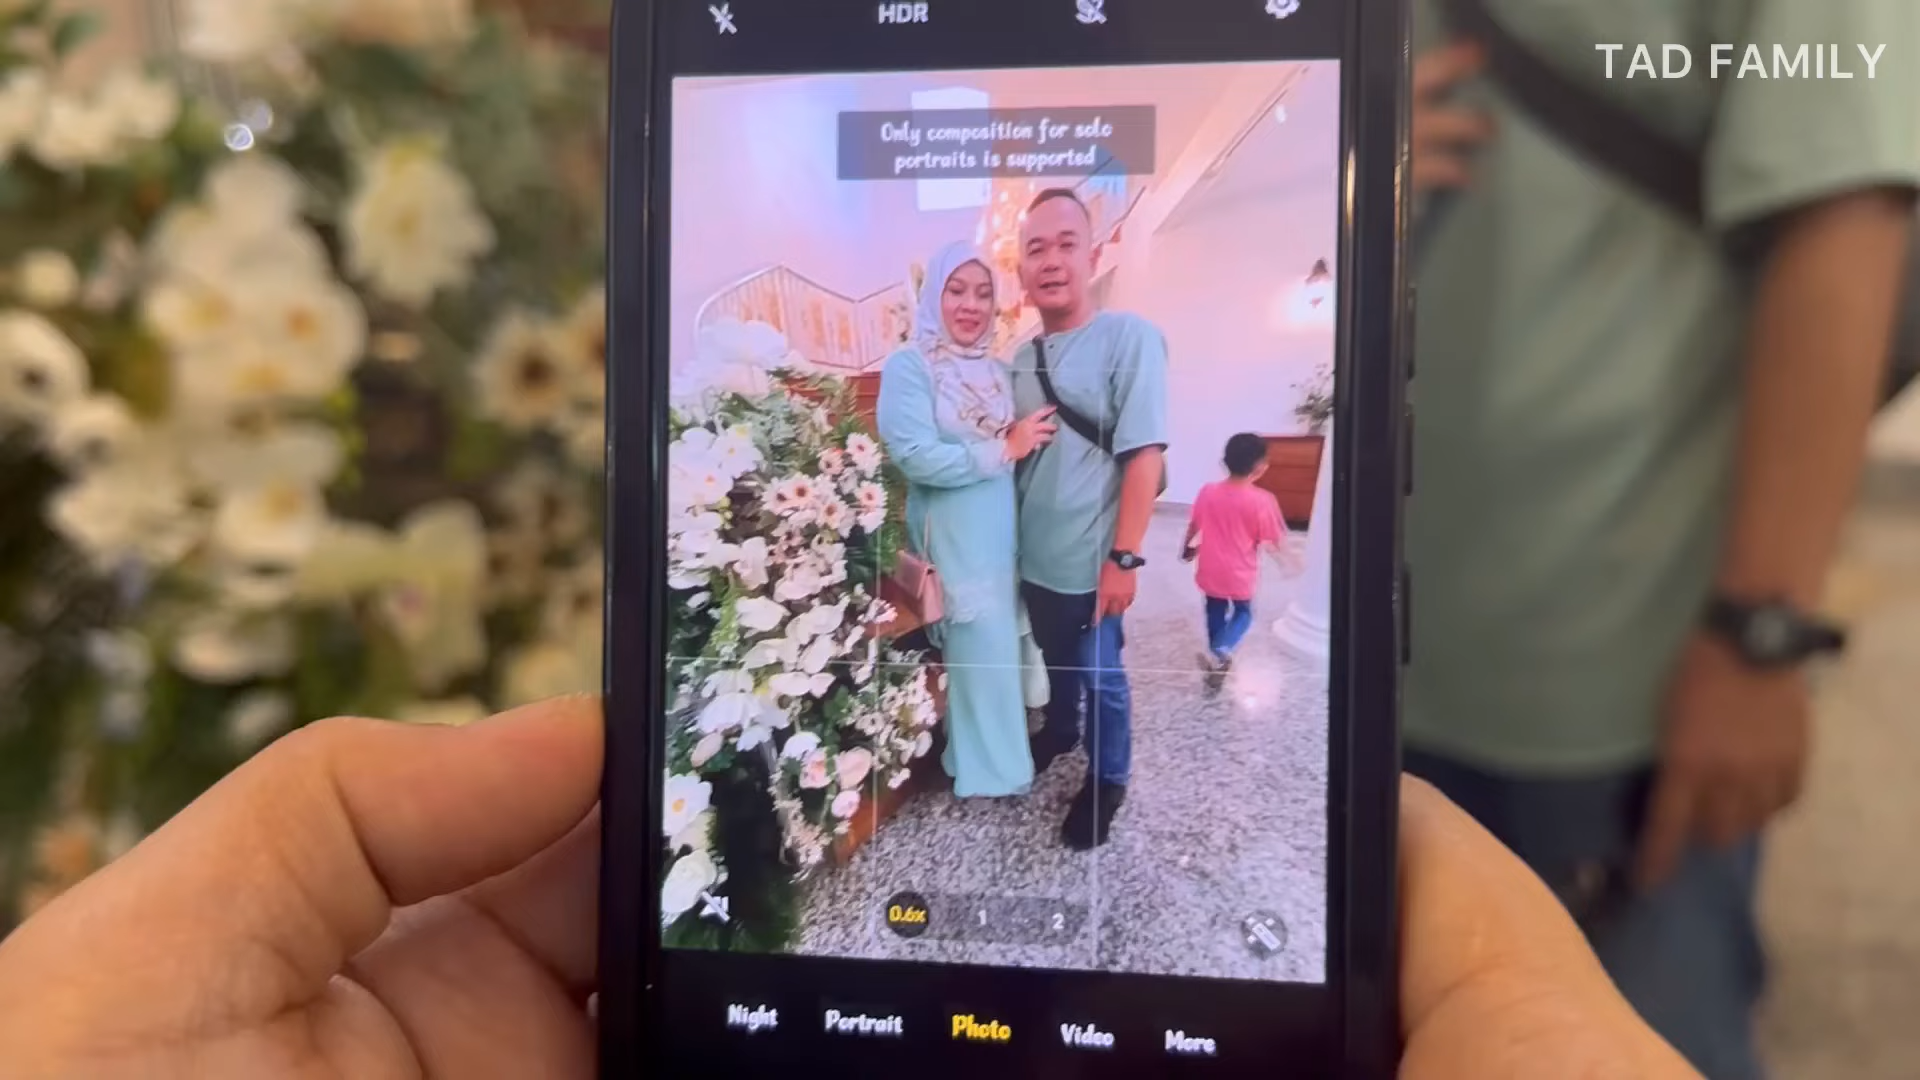 HDR
TAD FAMILY
Only composition for solo
portraits is supported
0.6x 1 2
Night Portrait Photo Video More